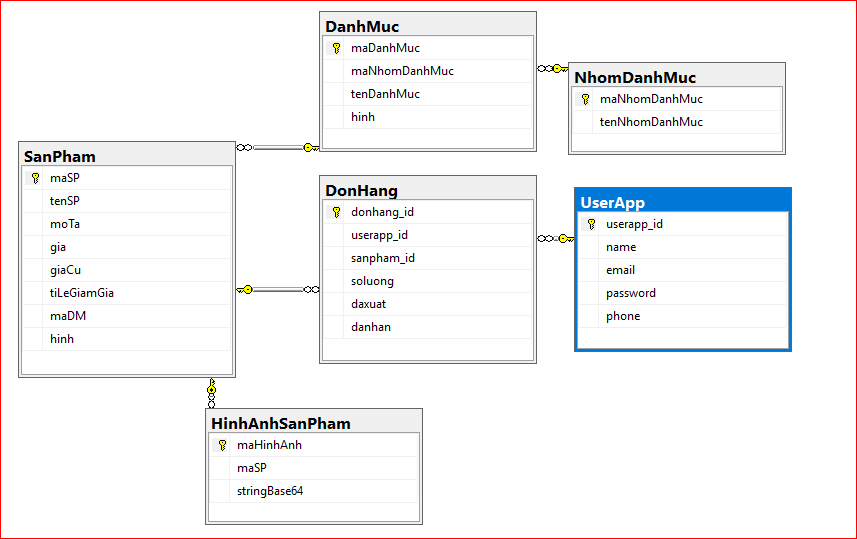 DanhMuc
maDanhMuc
maNhomDanhMuc
tenDanhMuc
hinh
NhomDanhMuc
maNhomDanhMuc
tenNhomDanhMuc
SanPham
maSP
tenSP
moTa
gia
giaCu
tiLeGiamGia
maDM
hinh
DonHang
donhang_id
userapp_id
sanpham_id
soluong
daxuat
danhan
UserApp
userapp_id
name
email
password
phone
HinhAnhSanPham
maHinhAnh
maSP
stringBase64